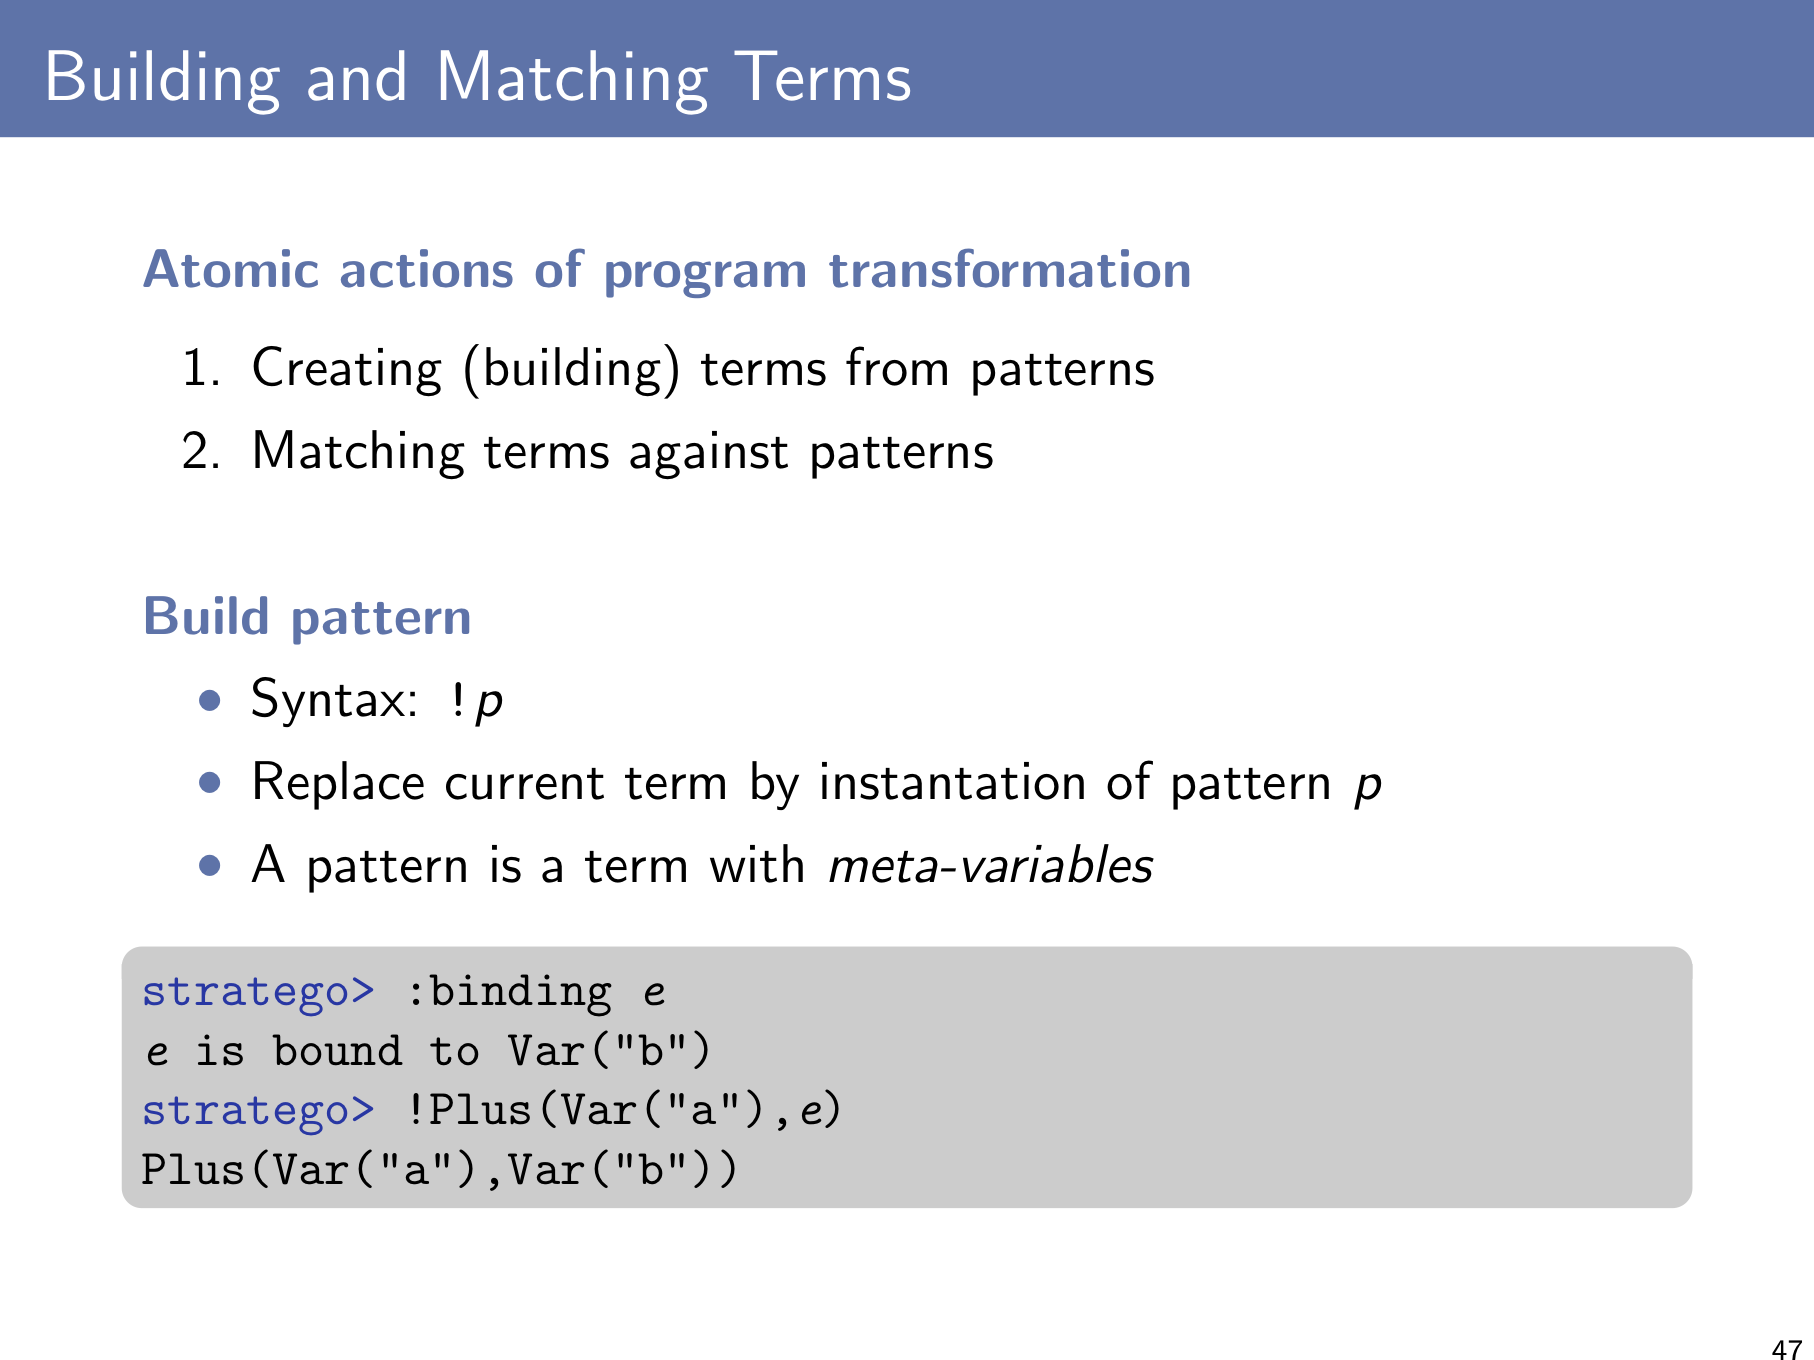 Building and Matching Terms
Atomic actions of program transformation
1. Creating (building) terms from patterns
2. Matching terms against patterns
Build pattern
• Syntax: !p
• Replace current term by instantation of pattern p
• A pattern is a term with meta-variables
stratego> :binding e
e is bound to Var("b")
stratego> !Plus(Var("a"),e)
Plus(Var("a"),Var("b"))
47